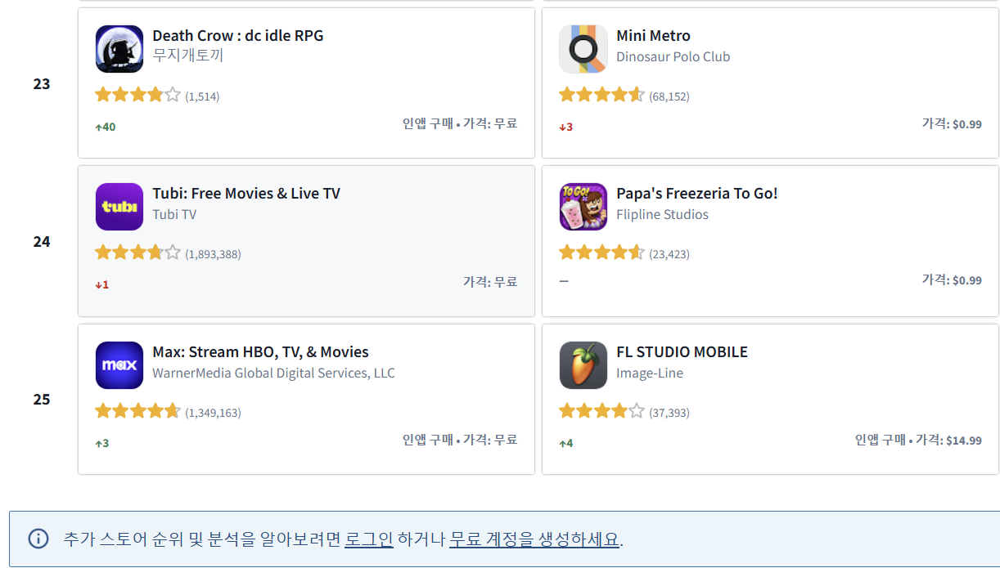 23
Death Crow : dc idle RPG
무지개토끼
(1,514)
↑40
인앱 구매 • 가격: 무료
Mini Metro
Dinosaur Polo Club
(68,152)
↓3
가격: $0.99
24
tubi
Tubi: Free Movies & Live TV
Tubi TV
(1,893,388)
↓1
가격: 무료
TO GO!
Papa's Freezeria To Go!
Flipline Studios
(23,423)
–
가격: $0.99
25
max
Max: Stream HBO, TV, & Movies
WarnerMedia Global Digital Services, LLC
(1,349,163)
↑3
인앱 구매 • 가격: 무료
FL STUDIO MOBILE
Image-Line
(37,393)
↑4
인앱 구매 • 가격: $14.99
추가 스토어 순위 및 분석을 알아보려면 로그인 하거나 무료 계정을 생성하세요.